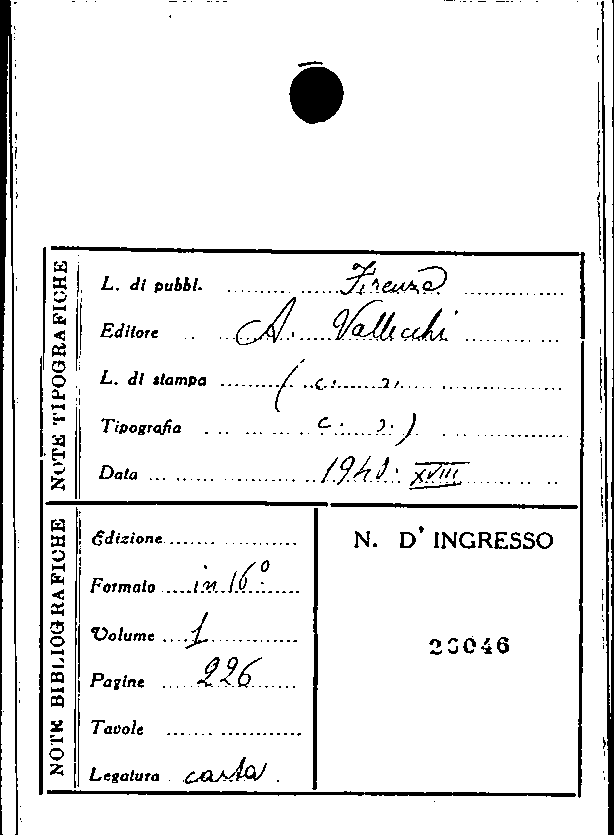 NOTE TIPOGRAFICHE
L. di pubbl. Firenze
Editore A. Vallecchi
L. di stampa ( c. s.
Tipografia c. s. )
Data 1940. XVIII
NOTE BIBLIOGRAFICHE
Edizione
Formato in 16°
Volume 1
Pagine 226
Tavole
Legatura carta.
N. D' INGRESSO